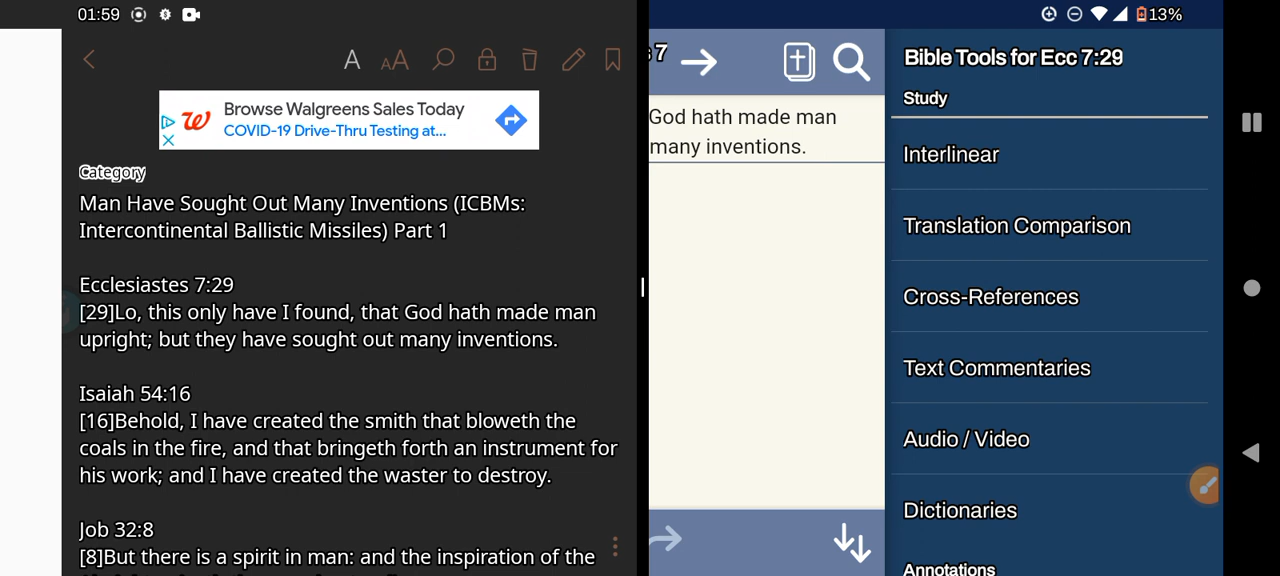 01:59
13%
Browse Walgreens Sales Today
COVID-19 Drive-Thru Testing at...
Category
Man Have Sought Out Many Inventions (ICBMs:
Intercontinental Ballistic Missiles) Part 1
Ecclesiastes 7:29
[29]Lo, this only have I found, that God hath made man
upright; but they have sought out many inventions.
Isaiah 54:16
[16]Behold, I have created the smith that bloweth the
coals in the fire, and that bringeth forth an instrument for
his work; and I have created the waster to destroy.
Job 32:8
[8]But there is a spirit in man: and the inspiration of the
7
God hath made man
many inventions.
Bible Tools for Ecc 7:29
Study
Interlinear
Translation Comparison
Cross-References
Text Commentaries
Audio / Video
Dictionaries
Annotations